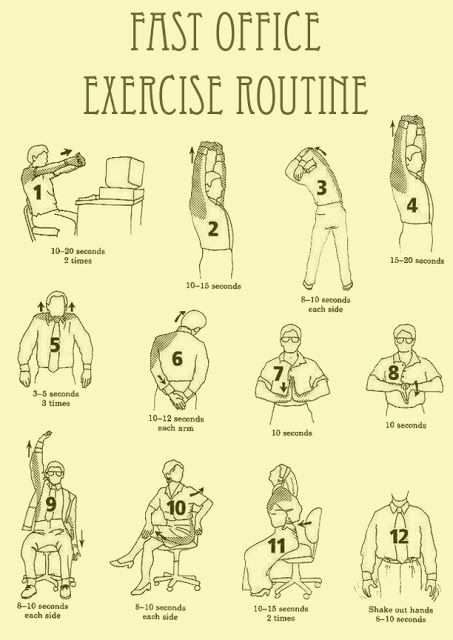 FAST OFFICE
EXERCISE ROUTINE
1
10–20 seconds
2 times
2
10–15 seconds
3
8–10 seconds
each side
4
15–20 seconds
5
3–5 seconds
3 times
6
10–12 seconds
each arm
7
10 seconds
8
10 seconds
9
8–10 seconds
each side
10
8–10 seconds
each side
11
10–15 seconds
2 times
12
Shake out hands
8–10 seconds